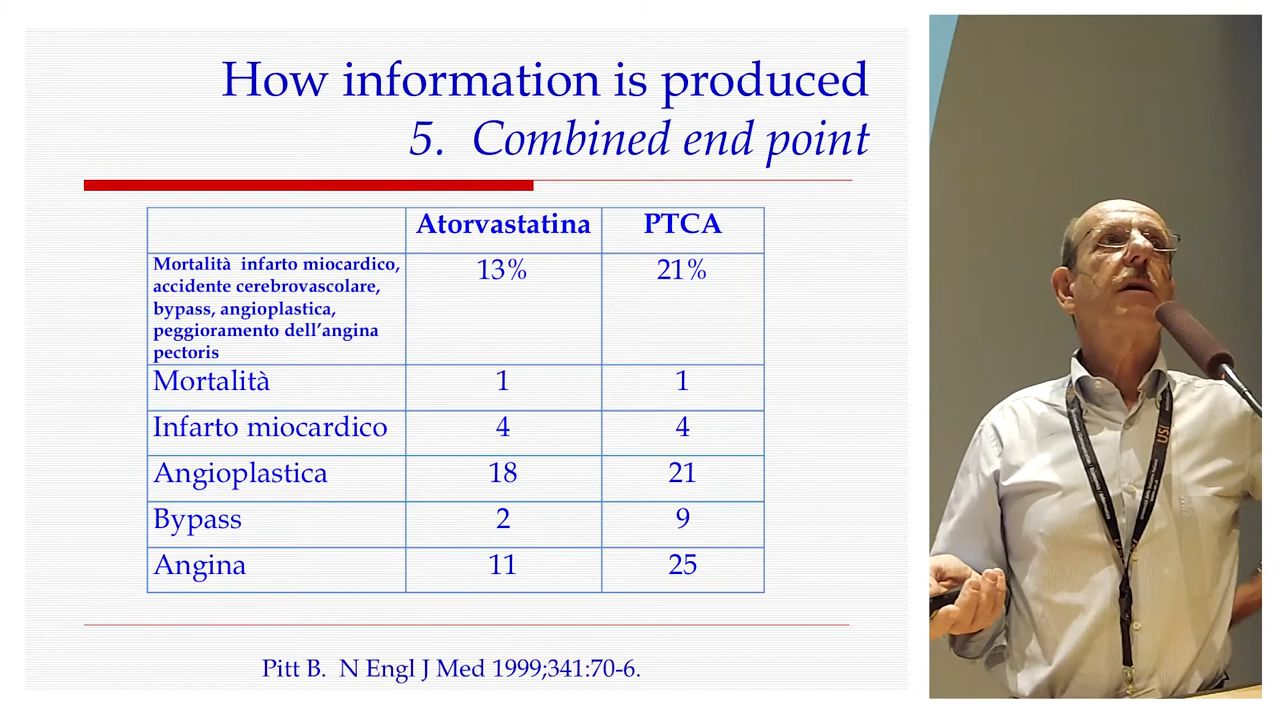 How information is produced
5. Combined end point
Atorvastatina PTCA
Mortalità infarto miocardico, 13% 21%
accidente cerebrovascolare,
bypass, angioplastica,
peggioramento dell'angina
pectoris
Mortalità 1 1
Infarto miocardico 4 4
Angioplastica 18 21
Bypass 2 9
Angina 11 25
Pitt B. N Engl J Med 1999;341:70-6.
USI